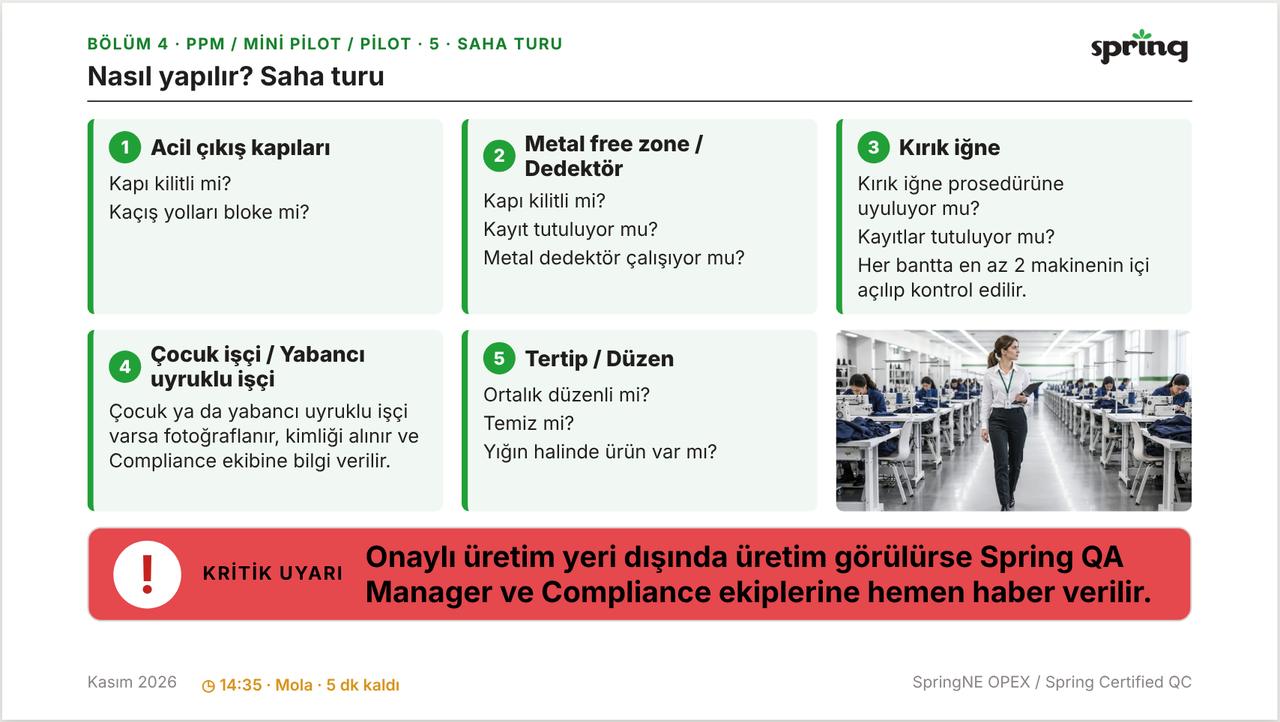 BÖLÜM 4 · PPM / MİNİ PİLOT / PİLOT · 5 · SAHA TURU
spring
Nasıl yapılır? Saha turu
1 Acil çıkış kapıları
Kapı kilitli mi?
Kaçış yolları bloke mi?
2 Metal free zone /
Dedektör
Kapı kilitli mi?
Kayıt tutuluyor mu?
Metal dedektör çalışıyor mu?
3 Kırık iğne
Kırık iğne prosedürüne
uyuluyor mu?
Kayıtlar tutuluyor mu?
Her bantta en az 2 makinenin içi
açılıp kontrol edilir.
4 Çocuk işçi / Yabancı
uyruklu işçi
Çocuk ya da yabancı uyruklu işçi
varsa fotoğraflanır, kimliği alınır ve
Compliance ekibine bilgi verilir.
5 Tertip / Düzen
Ortalık düzenli mi?
Temiz mi?
Yığın halinde ürün var mı?
! KRİTİK UYARI
Onaylı üretim yeri dışında üretim görülürse Spring QA
Manager ve Compliance ekiplerine hemen haber verilir.
Kasım 2026
◷ 14:35 · Mola · 5 dk kaldı
SpringNE OPEX / Spring Certified QC